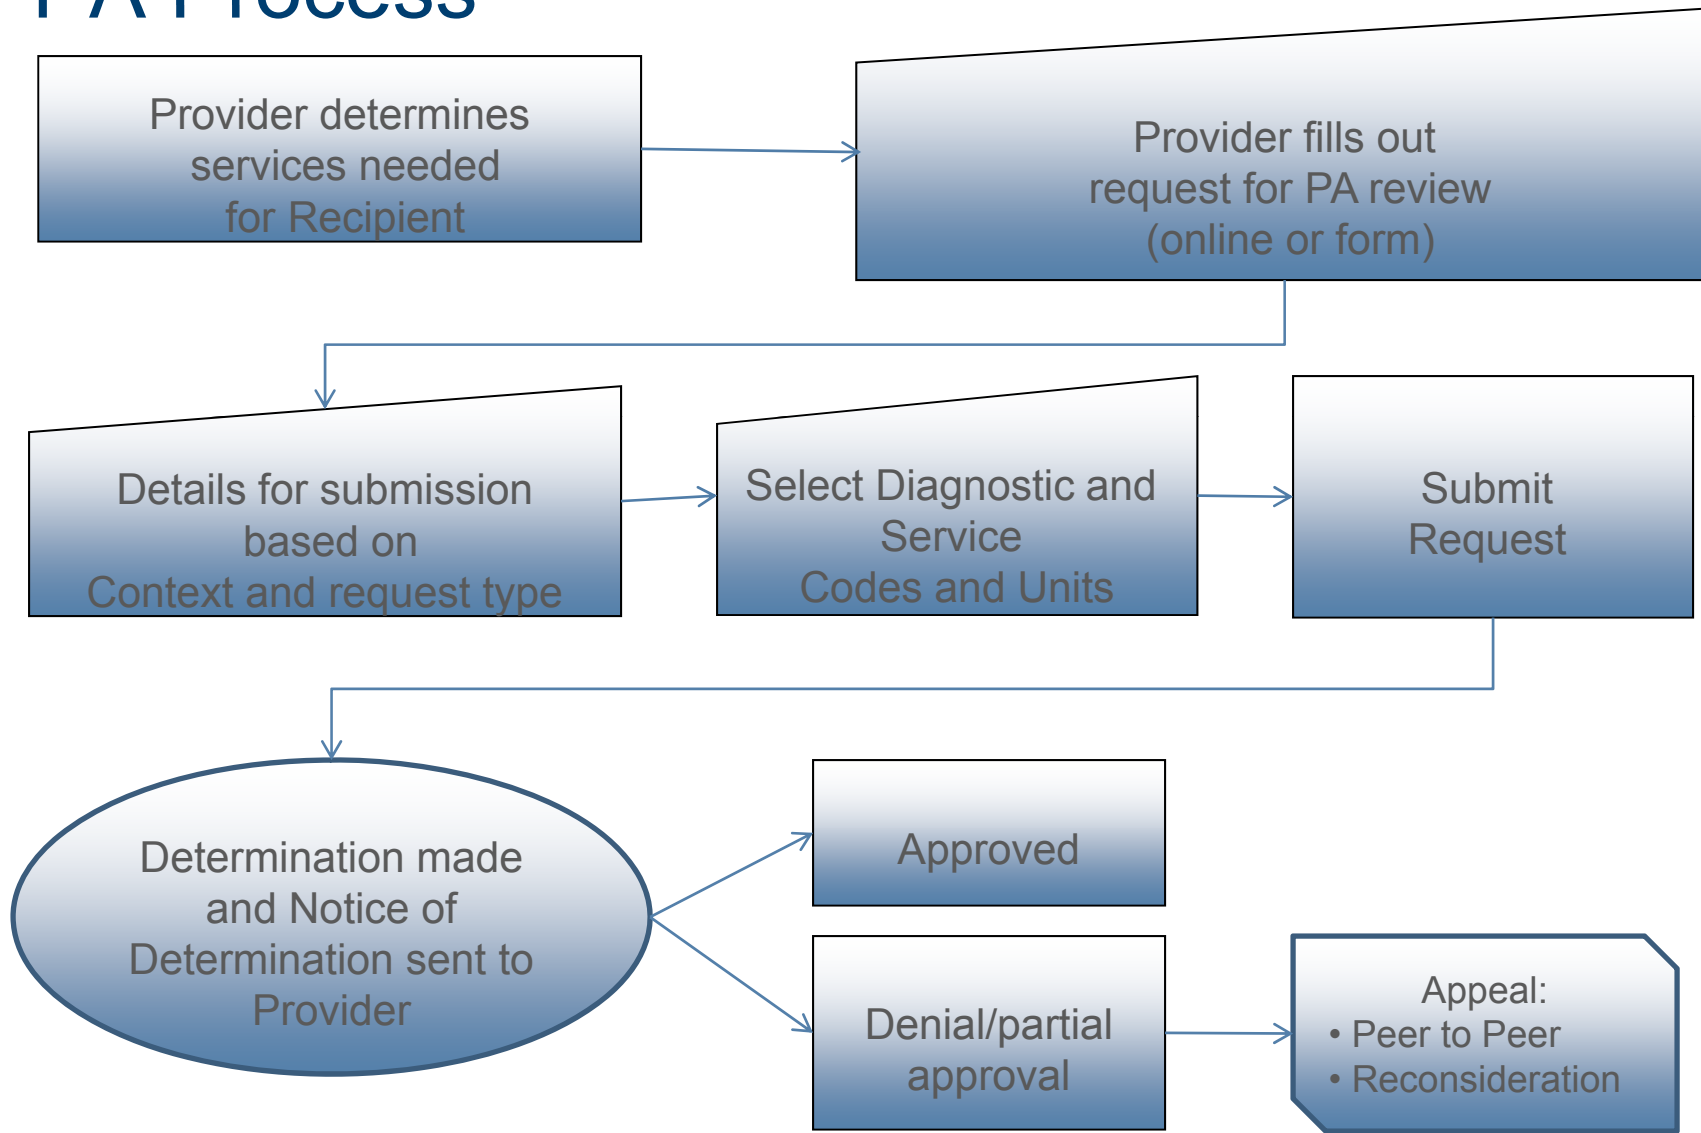 PA Process
Provider determines
services needed
for Recipient
Provider fills out
request for PA review
(online or form)
Details for submission
based on
Context and request type
Select Diagnostic and
Service
Codes and Units
Submit
Request
Determination made
and Notice of
Determination sent to
Provider
Approved
Denial/partial
approval
Appeal:
• Peer to Peer
• Reconsideration